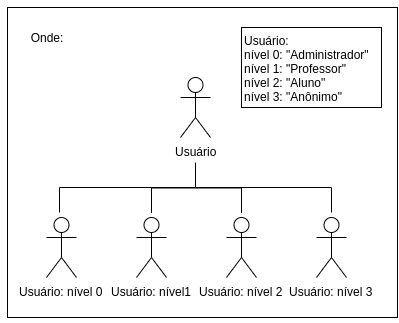 Onde:
Usuário:
nível 0: "Administrador"
nível 1: "Professor"
nível 2: "Aluno"
nível 3: "Anônimo"
Usuário
Usuário: nível 0
Usuário: nível1
Usuário: nível 2
Usuário: nível 3